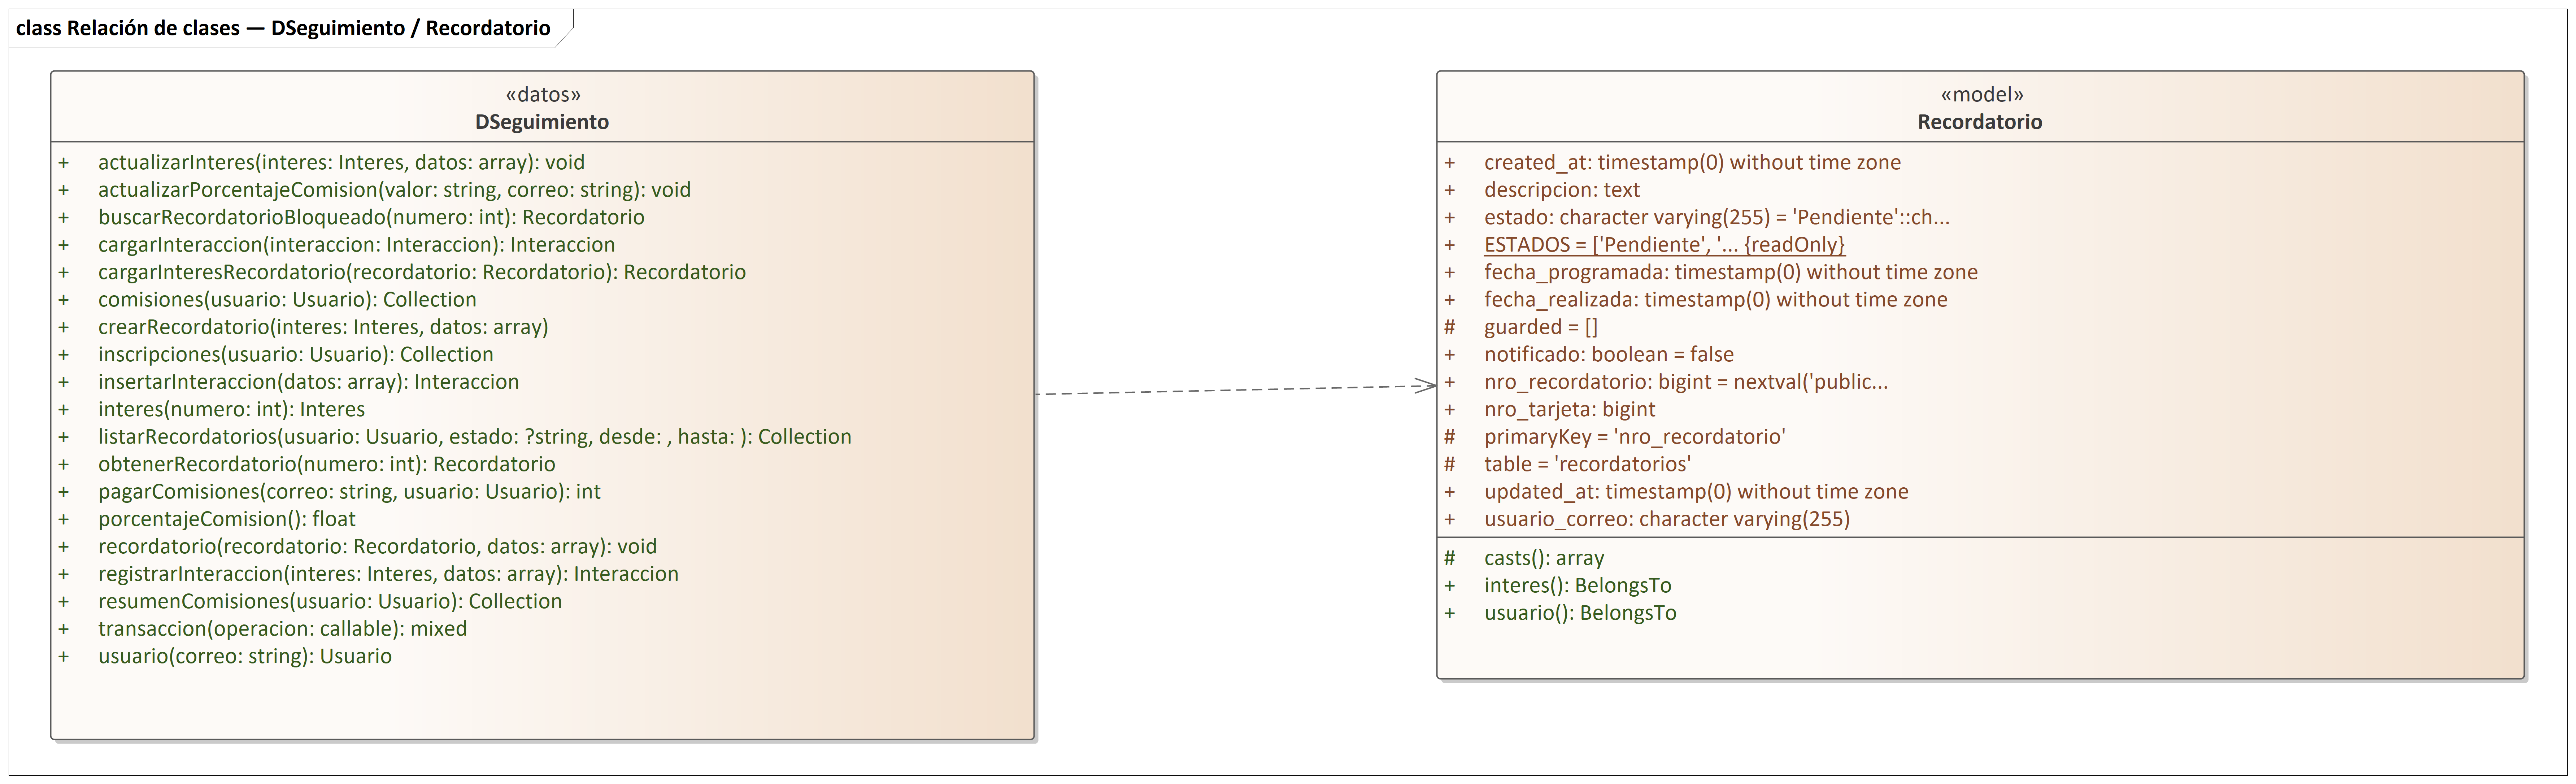 class Relación de clases — DSeguimiento / Recordatorio
«datos»
DSeguimiento
+ actualizarInteres(interes: Interes, datos: array): void
+ actualizarPorcentajeComision(valor: string, correo: string): void
+ buscarRecordatorioBloqueado(numero: int): Recordatorio
+ cargarInteraccion(interaccion: Interaccion): Interaccion
+ cargarInteresRecordatorio(recordatorio: Recordatorio): Recordatorio
+ comisiones(usuario: Usuario): Collection
+ crearRecordatorio(interes: Interes, datos: array)
+ inscripciones(usuario: Usuario): Collection
+ insertarInteraccion(datos: array): Interaccion
+ interes(numero: int): Interes
+ listarRecordatorios(usuario: Usuario, estado: ?string, desde: , hasta: ): Collection
+ obtenerRecordatorio(numero: int): Recordatorio
+ pagarComisiones(correo: string, usuario: Usuario): int
+ porcentajeComision(): float
+ recordatorio(recordatorio: Recordatorio, datos: array): void
+ registrarInteraccion(interes: Interes, datos: array): Interaccion
+ resumenComisiones(usuario: Usuario): Collection
+ transaccion(operacion: callable): mixed
+ usuario(correo: string): Usuario
«model»
Recordatorio
+ created_at: timestamp(0) without time zone
+ descripcion: text
+ estado: character varying(255) = 'Pendiente'::ch...
+ ESTADOS = ['Pendiente', '... {readOnly}
+ fecha_programada: timestamp(0) without time zone
+ fecha_realizada: timestamp(0) without time zone
# guarded = []
+ notificado: boolean = false
+ nro_recordatorio: bigint = nextval('public...
+ nro_tarjeta: bigint
# primaryKey = 'nro_recordatorio'
# table = 'recordatorios'
+ updated_at: timestamp(0) without time zone
+ usuario_correo: character varying(255)
# casts(): array
+ interes(): BelongsTo
+ usuario(): BelongsTo